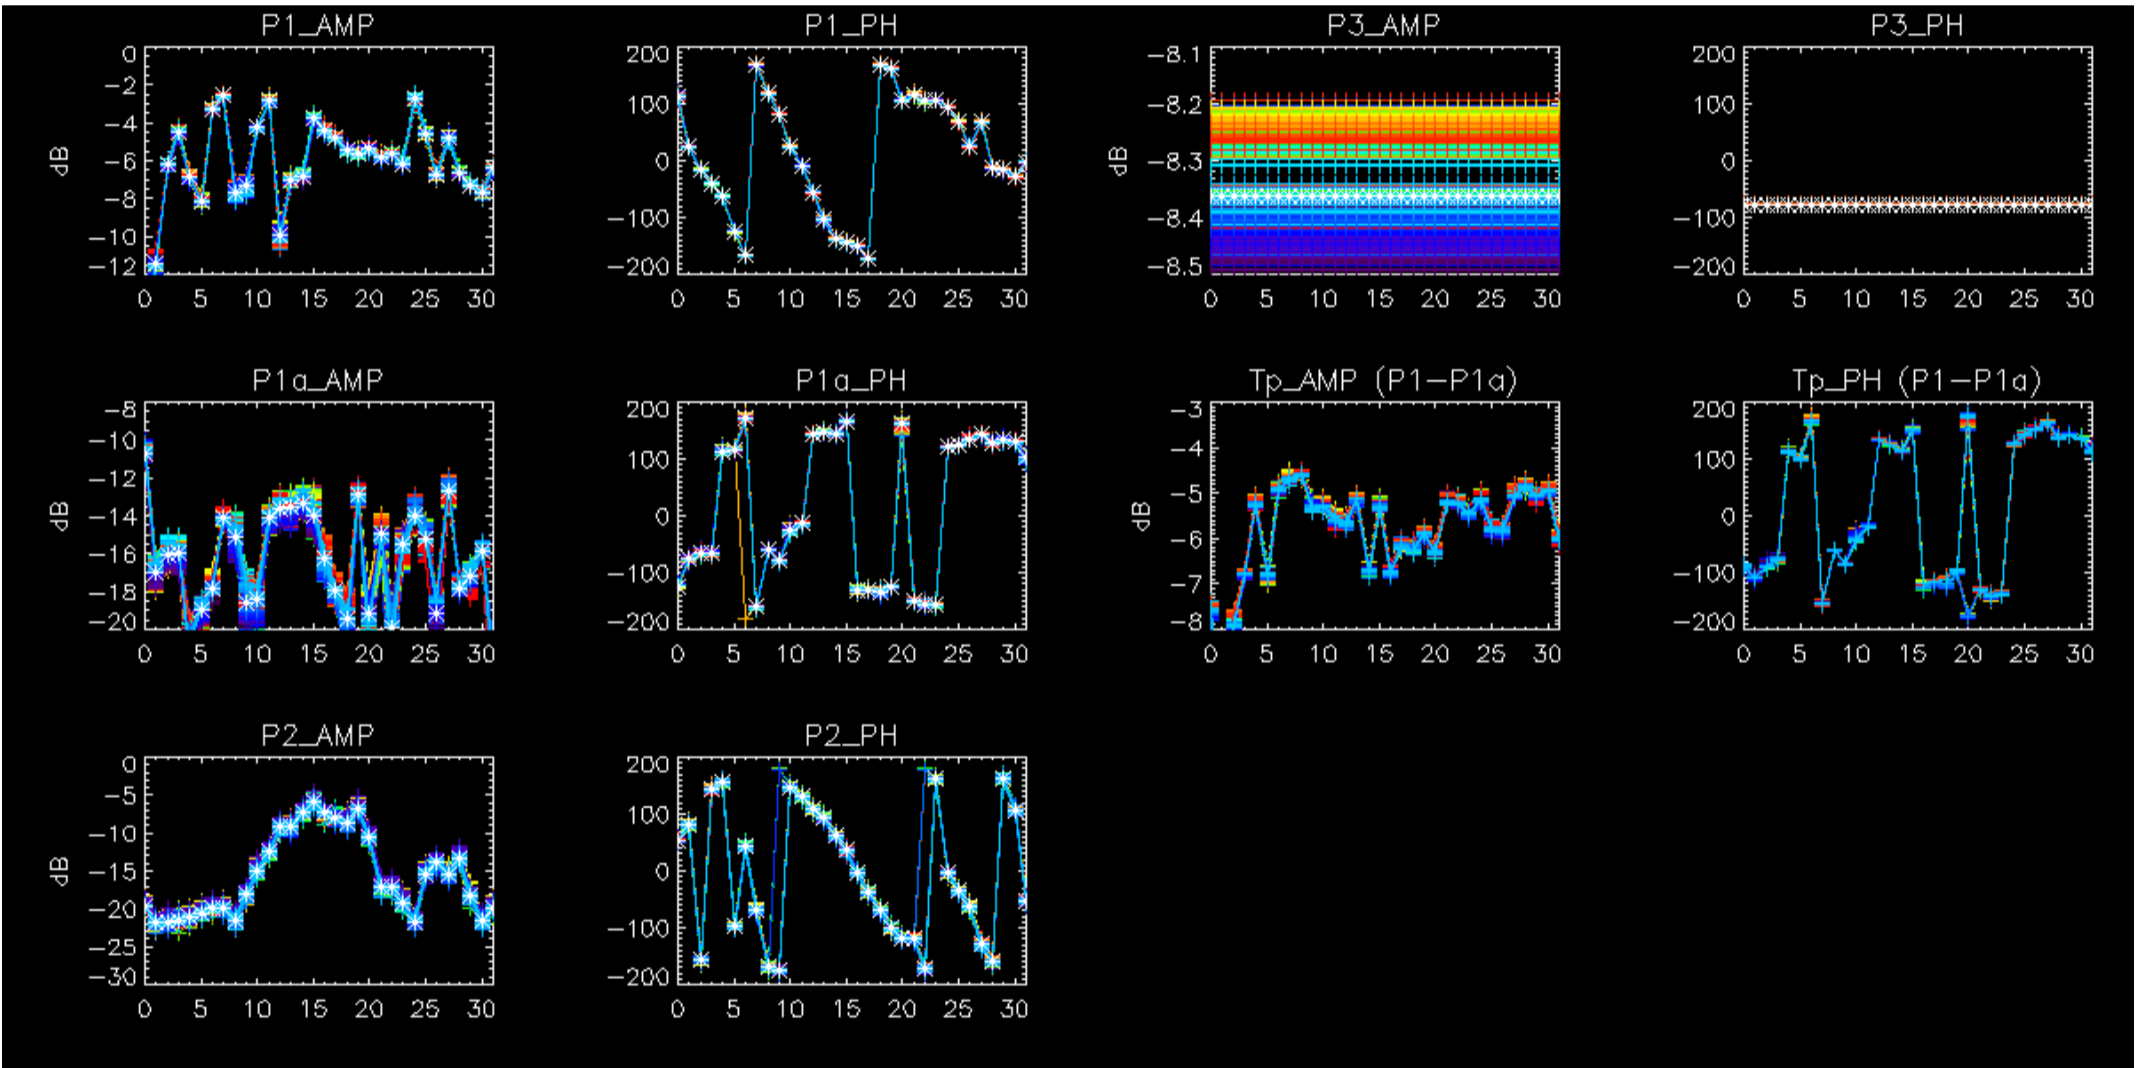 P1_AMP P1_PH P3_AMP P3_PH
0 200 -8.1 200
-2 100 -8.2 100
-4 0 -8.3 0
-6 -100 -8.4 -100
-8 -200 -8.5 -200
-10
-12
dB dB
0 5 10 15 20 25 30 0 5 10 15 20 25 30 0 5 10 15 20 25 30 0 5 10 15 20 25 30
P1a_AMP P1a_PH Tp_AMP (P1-P1a) Tp_PH (P1-P1a)
-8 200 -3 200
-10 100 -4 100
-12 0 -5 0
-14 -100 -6 -100
-16 -200 -7 -200
-18 -8
-20
dB dB
0 5 10 15 20 25 30 0 5 10 15 20 25 30 0 5 10 15 20 25 30 0 5 10 15 20 25 30
P2_AMP P2_PH
0 200
-5 100
-10 0
-15 -100
-20 -200
-25
-30
dB
0 5 10 15 20 25 30 0 5 10 15 20 25 30